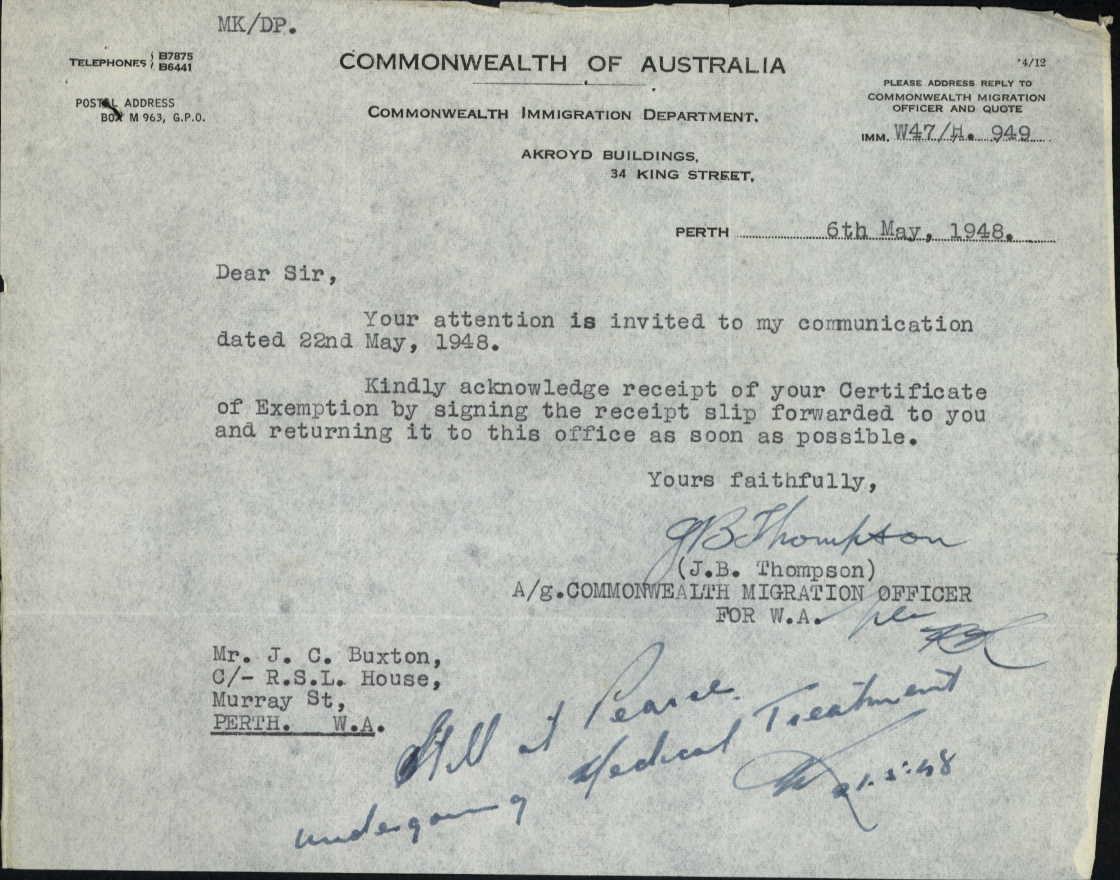 MK/DP.
TELEPHONES { B7875
B6441
POSTAL ADDRESS
BOX M 963, G.P.O.
COMMONWEALTH OF AUSTRALIA
COMMONWEALTH IMMIGRATION DEPARTMENT.
AKROYD BUILDINGS,
34 KING STREET,
4/12
PLEASE ADDRESS REPLY TO
COMMONWEALTH MIGRATION
OFFICER AND QUOTE
IMM. W47/H. 949
PERTH 6th May, 1948.
Dear Sir,
Your attention is invited to my communication
dated 22nd May, 1948.
Kindly acknowledge receipt of your Certificate
of Exemption by signing the receipt slip forwarded to you
and returning it to this office as soon as possible.
Yours faithfully,
JB Thompson
(J.B. Thompson)
A/g.COMMONWEALTH MIGRATION OFFICER
FOR W.A.
Mr. J. C. Buxton,
C/- R.S.L. House,
Murray St,
PERTH. W.A.
Still at Pearce.
undergoing Medical Treatment
21.5.48